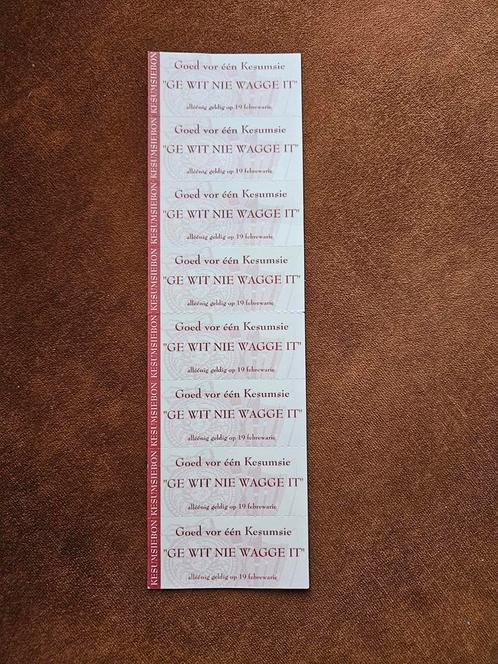 KESUMSIEBON KESUMSIEBON KESUMSIEBON KESUMSIEBON KESUMSIEBON KESUMSIEBON KESUMSIEBON KESUMSIEBON
Goed vor één Kesumsie
"GE WIT NIE WAGGE IT"
alléénig geldig op 19 febrewarie
Goed vor één Kesumsie
"GE WIT NIE WAGGE IT"
alléénig geldig op 19 febrewarie
Goed vor één Kesumsie
"GE WIT NIE WAGGE IT"
alléénig geldig op 19 febrewarie
Goed vor één Kesumsie
"GE WIT NIE WAGGE IT"
alléénig geldig op 19 febrewarie
Goed vor één Kesumsie
"GE WIT NIE WAGGE IT"
alléénig geldig op 19 febrewarie
Goed vor één Kesumsie
"GE WIT NIE WAGGE IT"
alléénig geldig op 19 febrewarie
Goed vor één Kesumsie
"GE WIT NIE WAGGE IT"
alléénig geldig op 19 febrewarie
Goed vor één Kesumsie
"GE WIT NIE WAGGE IT"
alléénig geldig op 19 febrewarie